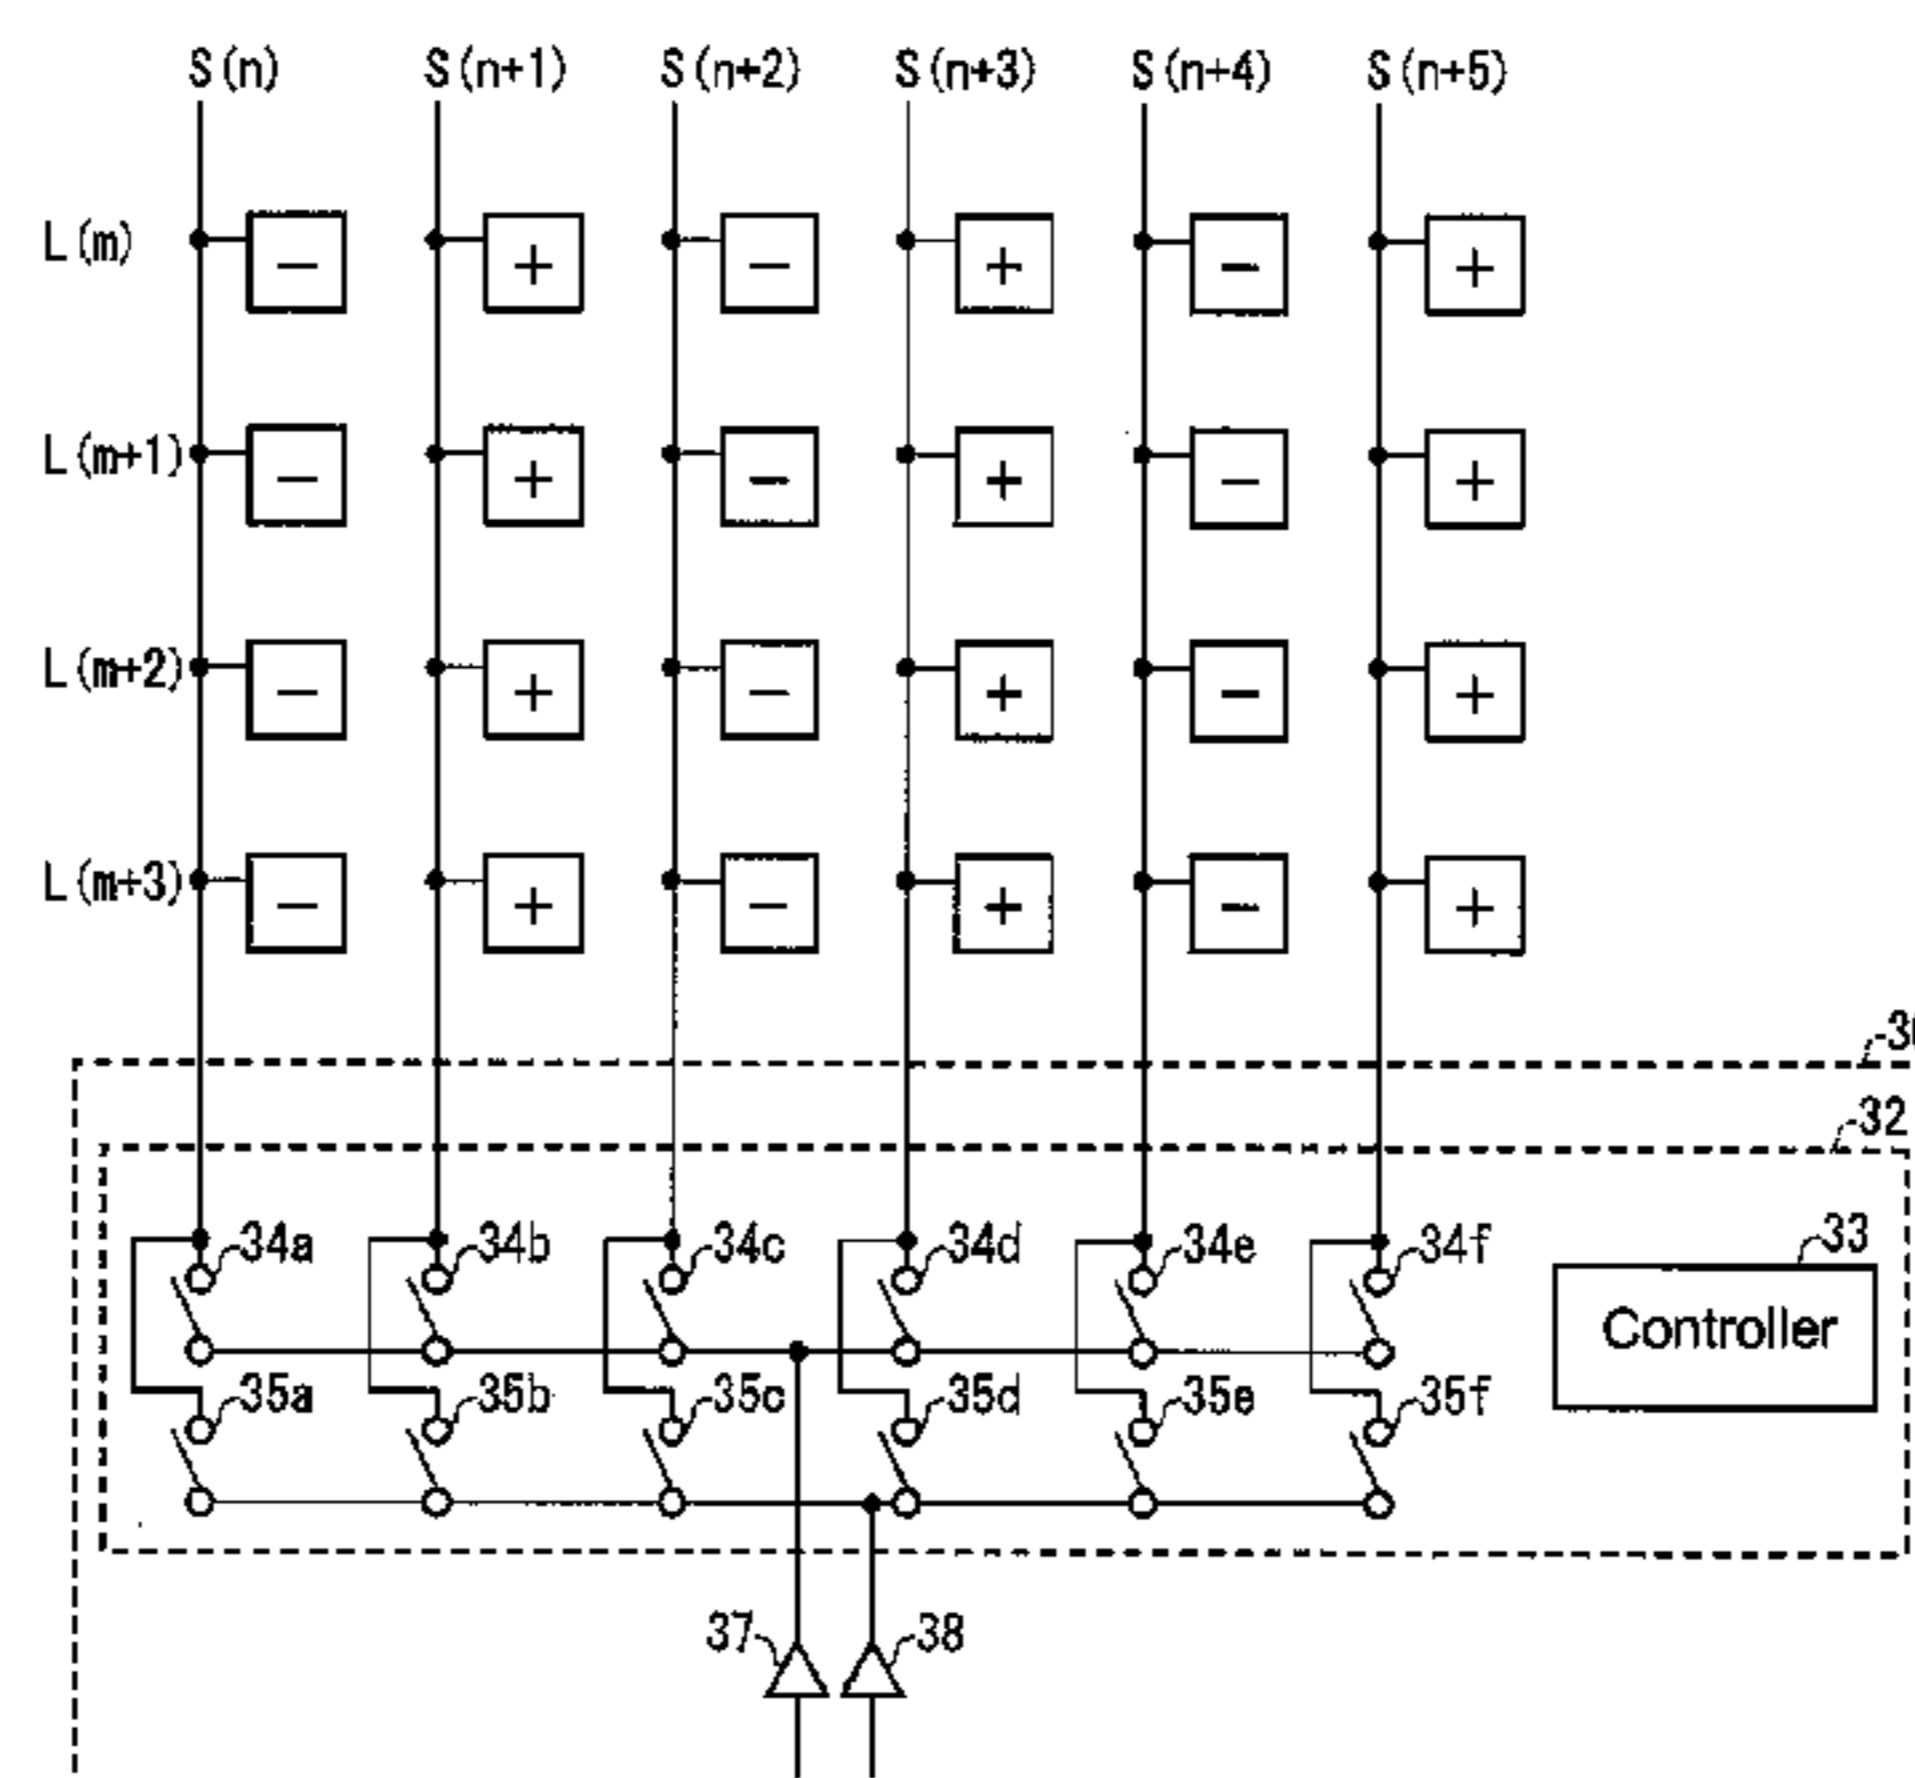 S(n) S(n+1) S(n+2) S(n+3) S(n+4) S(n+5)
L(m) − + − + − +
L(m+1) − + − + − +
L(m+2) − + − + − +
L(m+3) − + − + − +
32
34a 34b 34c 34d 34e 34f 33
Controller
35a 35b 35c 35d 35e 35f
37 38